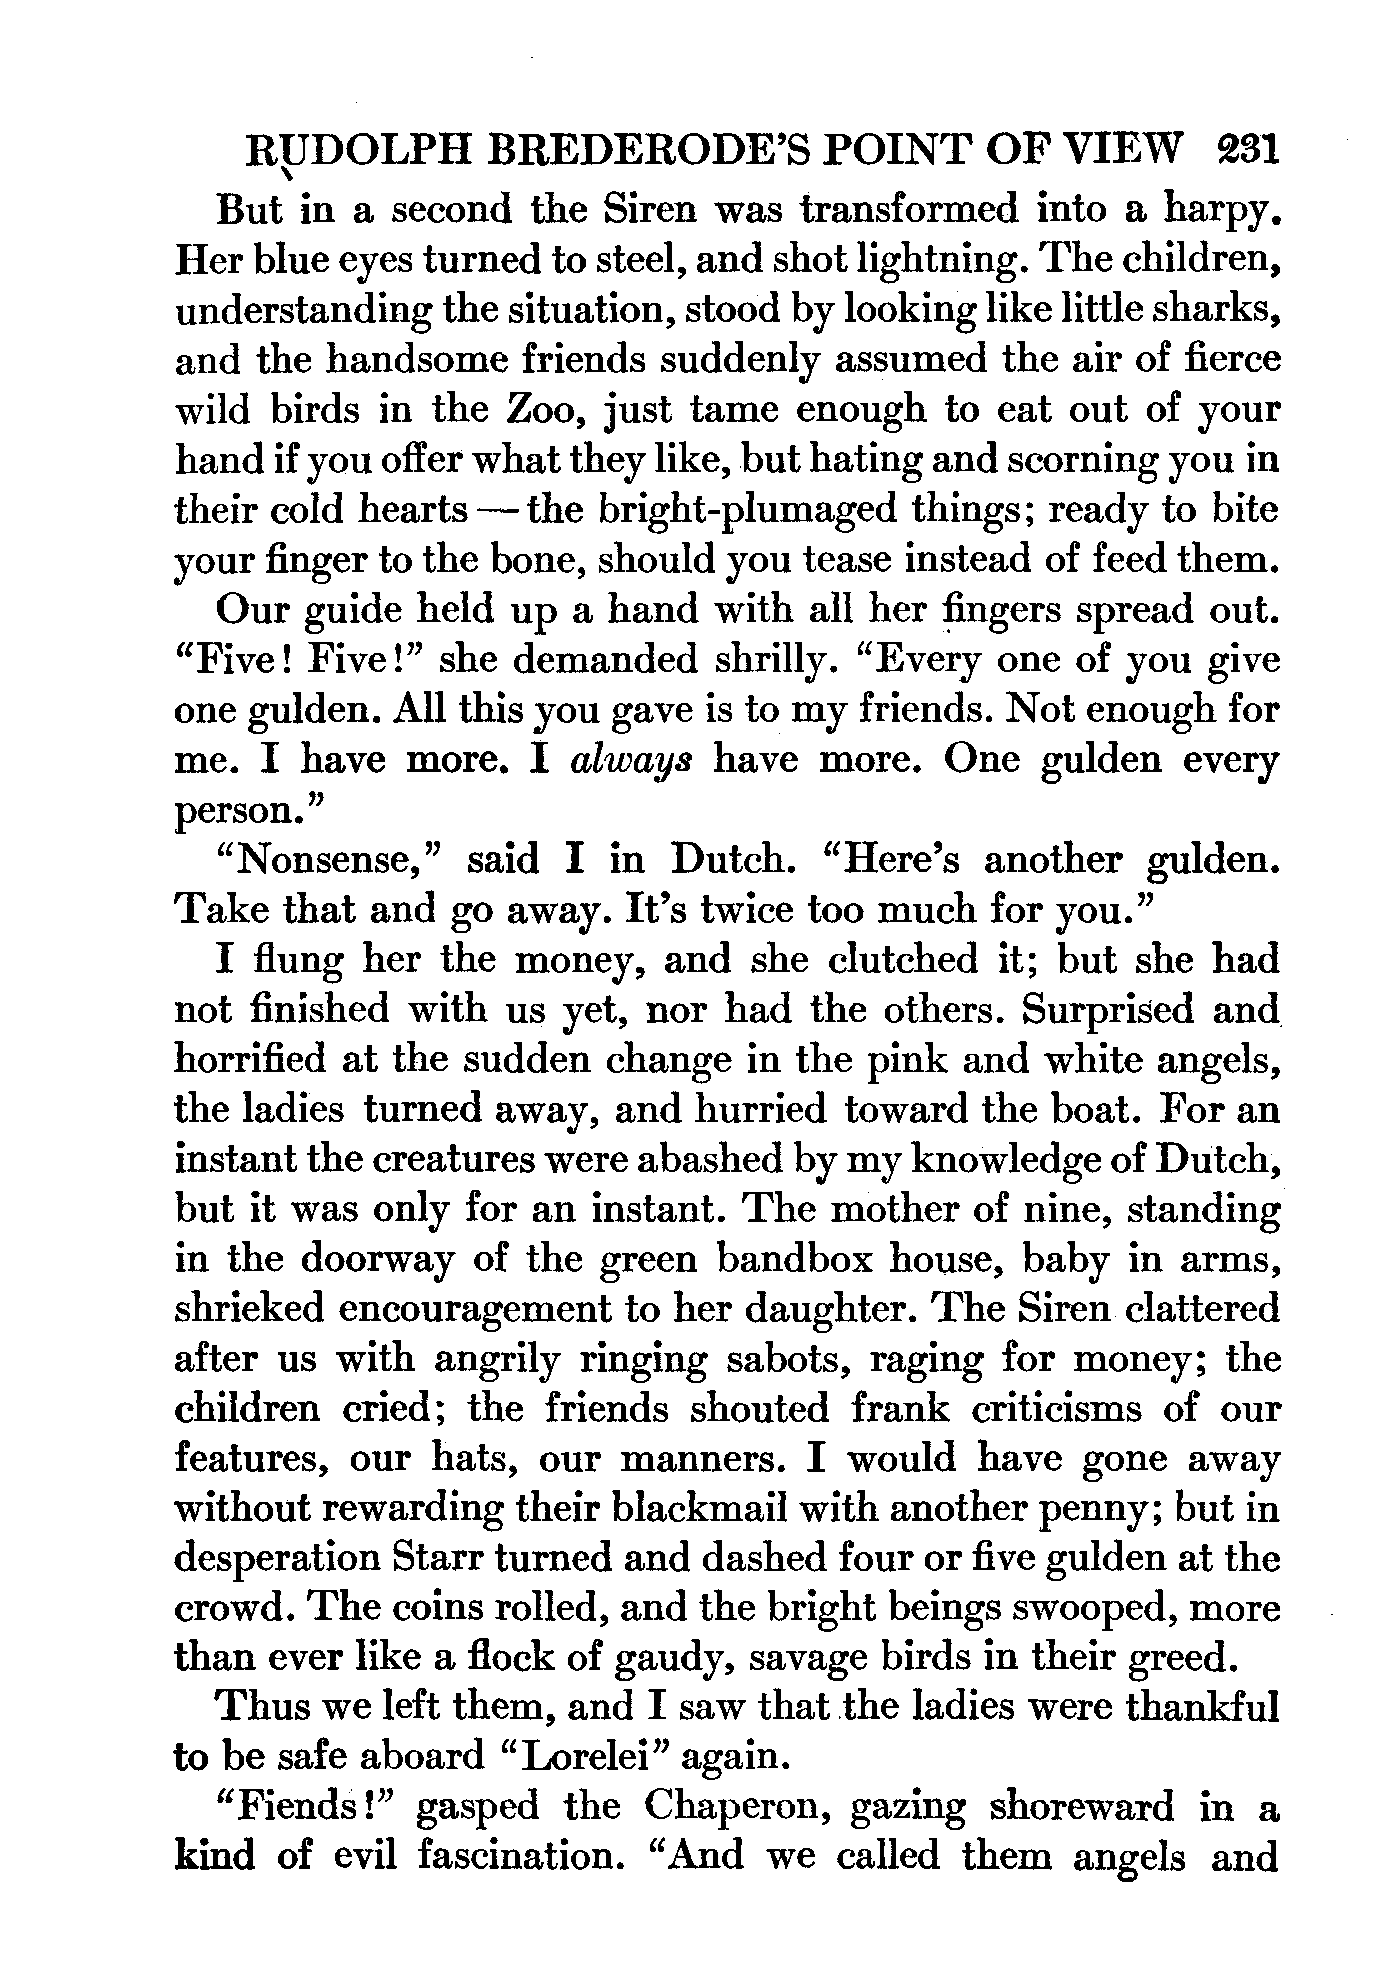 RUDOLPH BREDERODE'S POINT OF VIEW 231
But in a second the Siren was transformed into a harpy.
Her blue eyes turned to steel, and shot lightning. The children,
understanding the situation, stood by looking like little sharks,
and the handsome friends suddenly assumed the air of fierce
wild birds in the Zoo, just tame enough to eat out of your
hand if you offer what they like, but hating and scorning you in
their cold hearts — the bright-plumaged things; ready to bite
your finger to the bone, should you tease instead of feed them.
Our guide held up a hand with all her fingers spread out.
“Five! Five!” she demanded shrilly. “Every one of you give
one gulden. All this you gave is to my friends. Not enough for
me. I have more. I always have more. One gulden every
person.”
“Nonsense,” said I in Dutch. “Here's another gulden.
Take that and go away. It's twice too much for you.”
I flung her the money, and she clutched it; but she had
not finished with us yet, nor had the others. Surprised and
horrified at the sudden change in the pink and white angels,
the ladies turned away, and hurried toward the boat. For an
instant the creatures were abashed by my knowledge of Dutch,
but it was only for an instant. The mother of nine, standing
in the doorway of the green bandbox house, baby in arms,
shrieked encouragement to her daughter. The Siren clattered
after us with angrily ringing sabots, raging for money; the
children cried; the friends shouted frank criticisms of our
features, our hats, our manners. I would have gone away
without rewarding their blackmail with another penny; but in
desperation Starr turned and dashed four or five gulden at the
crowd. The coins rolled, and the bright beings swooped, more
than ever like a flock of gaudy, savage birds in their greed.
Thus we left them, and I saw that the ladies were thankful
to be safe aboard “Lorelei” again.
“Fiends!” gasped the Chaperon, gazing shoreward in a
kind of evil fascination. “And we called them angels and